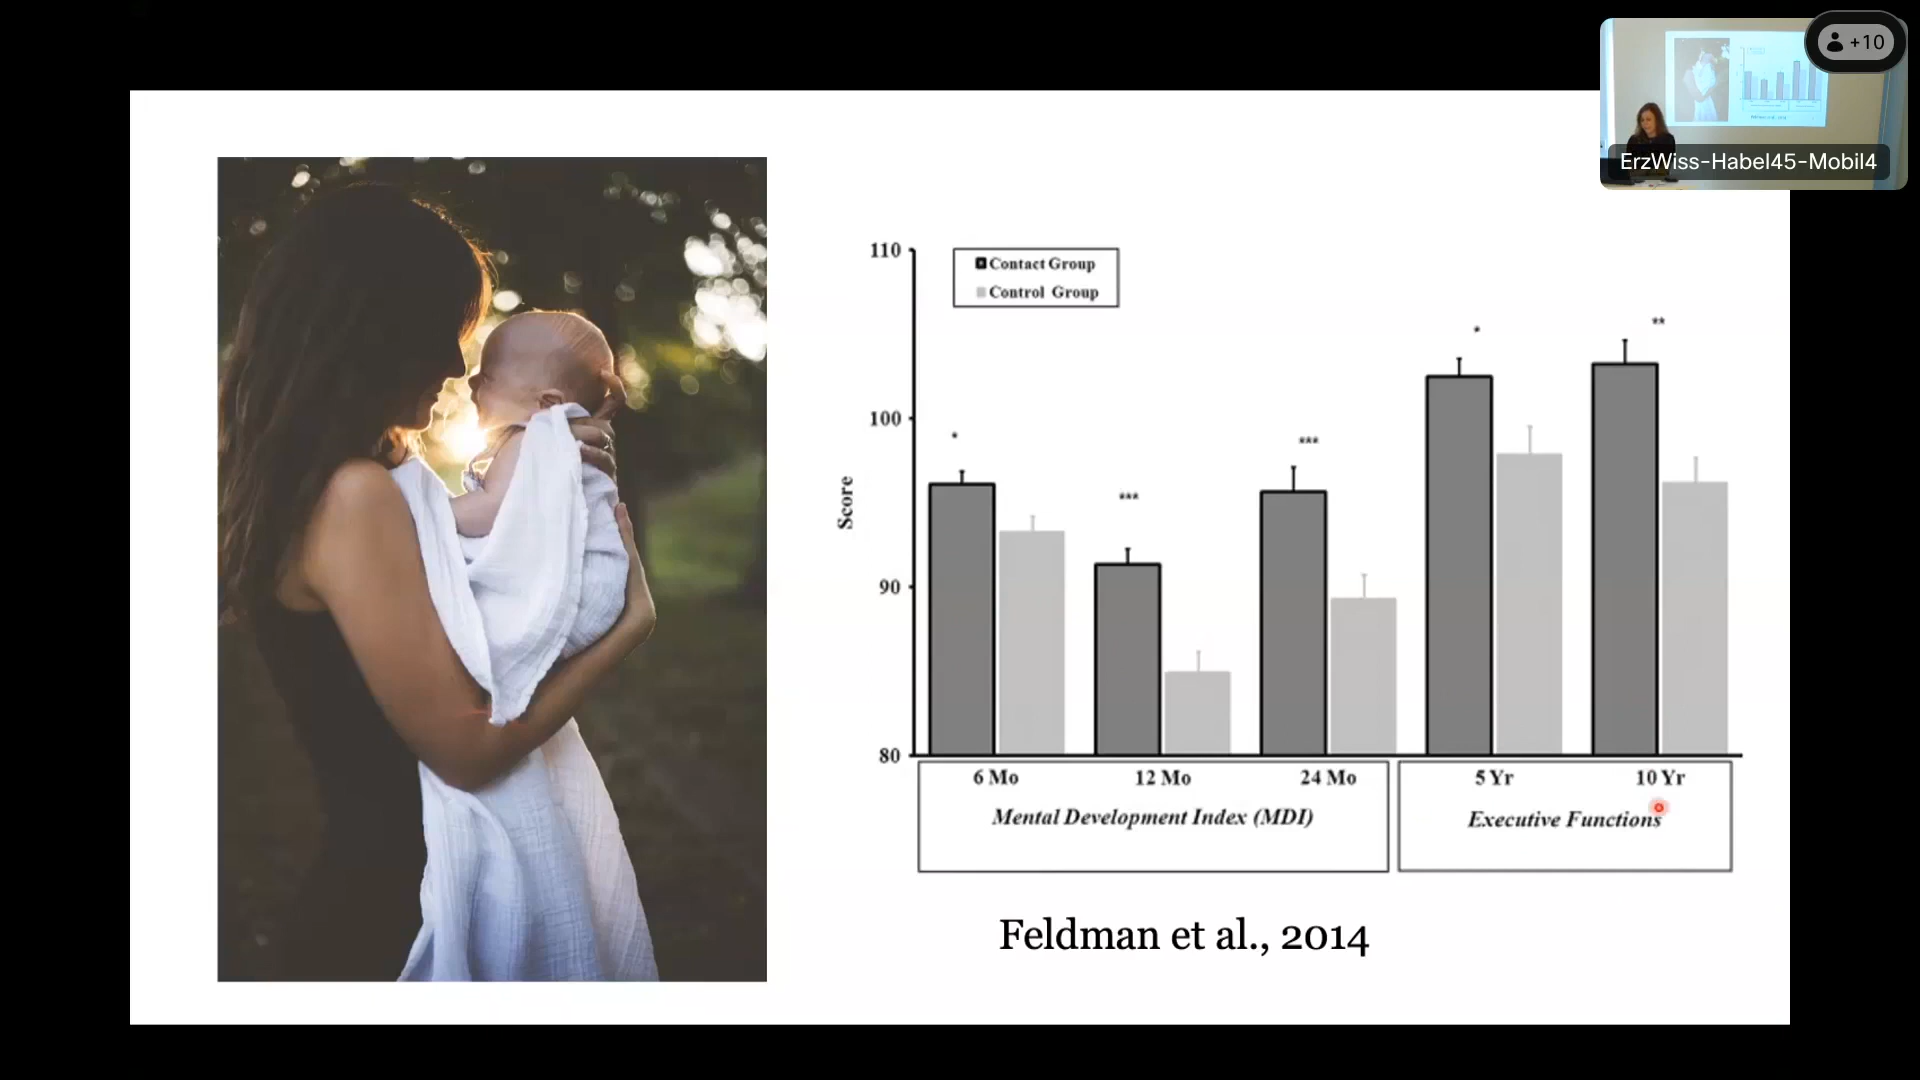 +10
ErzWiss-Habel45-Mobil4
110
Contact Group
Control Group
100
90
80
Score
*
***
***
*
**
6 Mo
12 Mo
24 Mo
5 Yr
10 Yr
Mental Development Index (MDI)
Executive Functions
Feldman et al., 2014